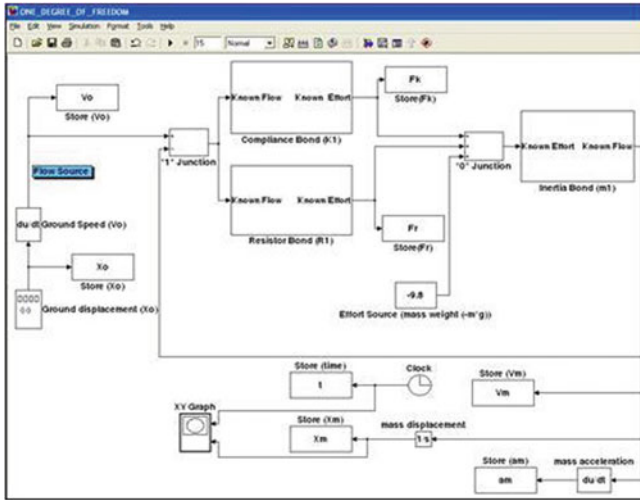 ONE_DEGREE_OF_FREEDOM
File Edit View Simulation Format Tools Help
15 Normal
Vo
Store (Vo)
Flow Source
du/dt Ground Speed (Vo)
Xo
Store (Xo)
Ground displacement (Xo)
"1" Junction
Known Flow Known Effort
Compliance Bond (K1)
Known Flow Known Effort
Resistor Bond (R1)
Fk
Store(Fk)
Fr
Store(Fr)
"0" Junction
Known Effort Known Flow
Inertia Bond (m1)
-9.8
Effort Source (mass weight (-m*g))
Store (time)
t
Clock
XY Graph
Store (Xm)
Xm
mass displacement
1/s
Store (Vm)
Vm
Store (am)
am
mass acceleration
du/dt